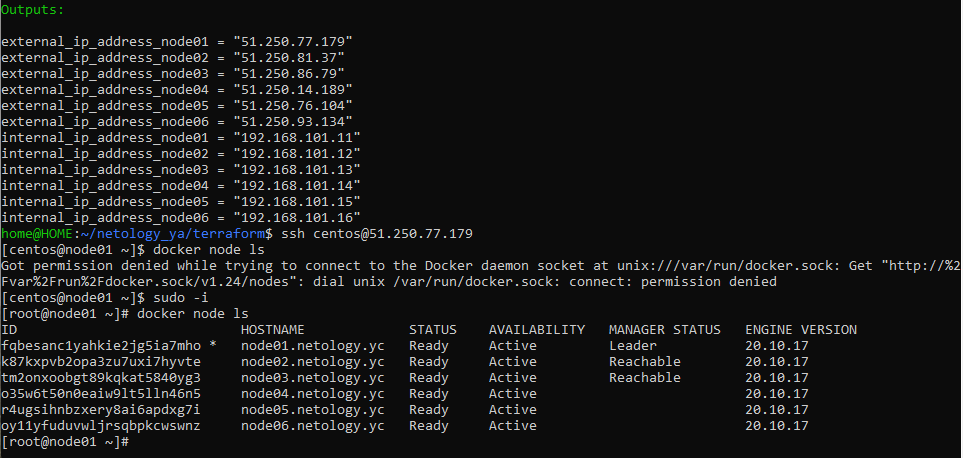 Outputs:
external_ip_address_node01 = "51.250.77.179"
external_ip_address_node02 = "51.250.81.37"
external_ip_address_node03 = "51.250.86.79"
external_ip_address_node04 = "51.250.14.189"
external_ip_address_node05 = "51.250.76.104"
external_ip_address_node06 = "51.250.93.134"
internal_ip_address_node01 = "192.168.101.11"
internal_ip_address_node02 = "192.168.101.12"
internal_ip_address_node03 = "192.168.101.13"
internal_ip_address_node04 = "192.168.101.14"
internal_ip_address_node05 = "192.168.101.15"
internal_ip_address_node06 = "192.168.101.16"
home@HOME:~/netology_ya/terraform$ ssh centos@51.250.77.179
[centos@node01 ~]$ docker node ls
Got permission denied while trying to connect to the Docker daemon socket at unix:///var/run/docker.sock: Get "http://%2
Fvar%2Frun%2Fdocker.sock/v1.24/nodes": dial unix /var/run/docker.sock: connect: permission denied
[centos@node01 ~]$ sudo -i
[root@node01 ~]# docker node ls
ID HOSTNAME STATUS AVAILABILITY MANAGER STATUS ENGINE VERSION
fqbesanc1yahkie2jg5ia7mho * node01.netology.yc Ready Active Leader 20.10.17
k87kxpvb2opa3zu7uxi7hyvte node02.netology.yc Ready Active Reachable 20.10.17
tm2onxoobgt89kqkat5840yg3 node03.netology.yc Ready Active Reachable 20.10.17
o35w6t50n0eaiw9lt5lln46n5 node04.netology.yc Ready Active 20.10.17
r4ugsihnbzxery8ai6apdxg7i node05.netology.yc Ready Active 20.10.17
oy11yfuduvwljrsqbpkcwswnz node06.netology.yc Ready Active 20.10.17
[root@node01 ~]#